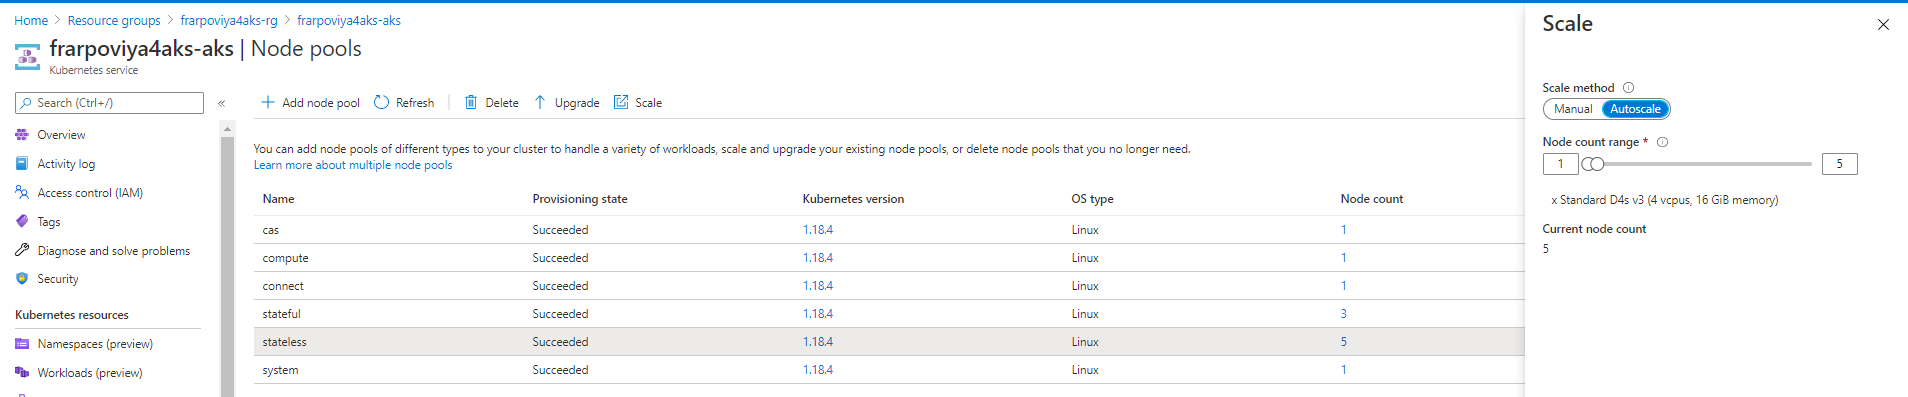 Home > Resource groups > frarpoviya4aks-rg > frarpoviya4aks-aks
frarpoviya4aks-aks | Node pools
Kubernetes service
Search (Ctrl+/)
«
Overview
Activity log
Access control (IAM)
Tags
Diagnose and solve problems
Security
Kubernetes resources
Namespaces (preview)
Workloads (preview)
Add node pool Refresh Delete Upgrade Scale
You can add node pools of different types to your cluster to handle a variety of workloads, scale and upgrade your existing node pools, or delete node pools that you no longer need.
Learn more about multiple node pools
Name Provisioning state Kubernetes version OS type Node count
cas Succeeded 1.18.4 Linux 1
compute Succeeded 1.18.4 Linux 1
connect Succeeded 1.18.4 Linux 1
stateful Succeeded 1.18.4 Linux 3
stateless Succeeded 1.18.4 Linux 5
system Succeeded 1.18.4 Linux 1
Scale
Scale method
Manual Autoscale
Node count range *
1 5
x Standard D4s v3 (4 vcpus, 16 GiB memory)
Current node count
5